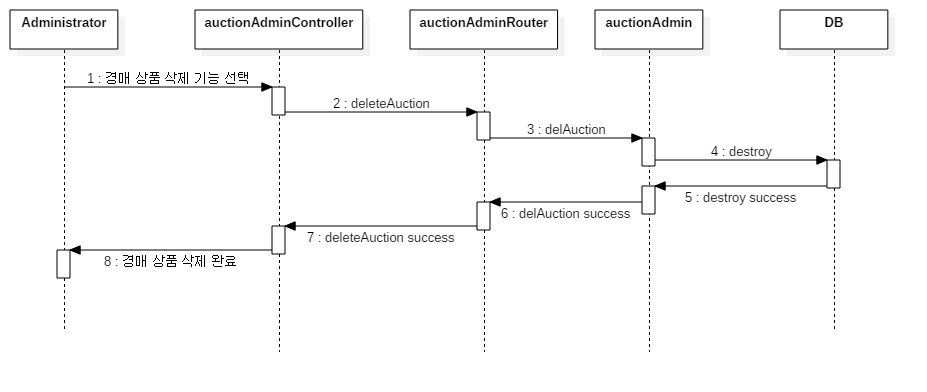 Administrator
auctionAdminController
auctionAdminRouter
auctionAdmin
DB
1 : 경매 상품 삭제 기능 선택
2 : deleteAuction
3 : delAuction
4 : destroy
5 : destroy success
6 : delAuction success
7 : deleteAuction success
8 : 경매 상품 삭제 완료